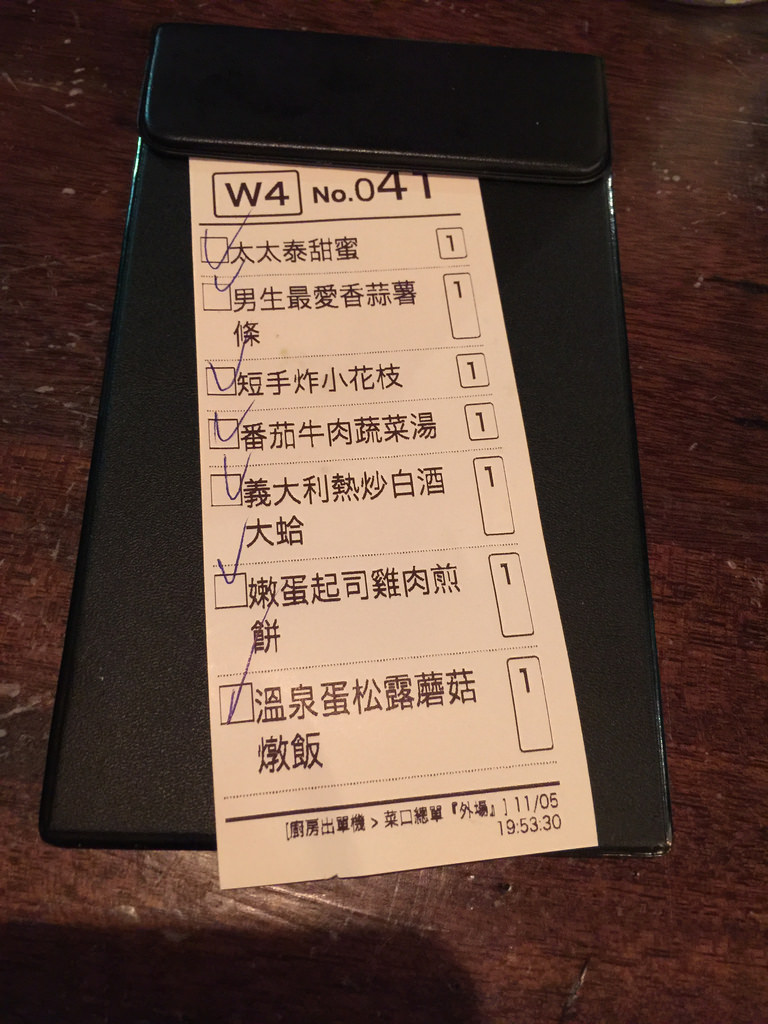 W4 No.041
太太泰甜蜜 1
男生最愛香蒜薯 1
條
短手炸小花枝 1
番茄牛肉蔬菜湯 1
義大利熱炒白酒 1
大蛤
嫩蛋起司雞肉煎 1
餅
溫泉蛋松露蘑菇 1
燉飯
[廚房出單機 > 菜口總單『外場』] 11/05
19:53:30